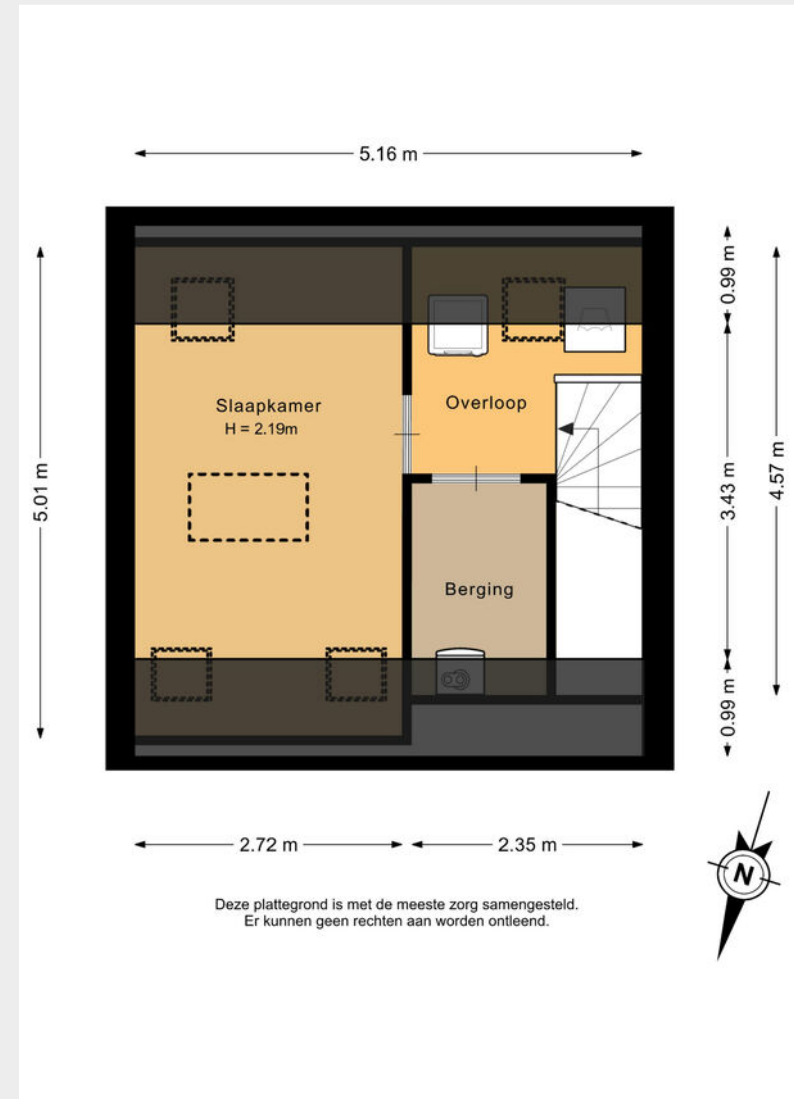 5.16 m
0.99 m
5.01 m
Slaapkamer
H = 2.19m
Overloop
3.43 m
4.57 m
Berging
0.99 m
2.72 m
2.35 m
N
Deze plattegrond is met de meeste zorg samengesteld.
Er kunnen geen rechten aan worden ontleend.